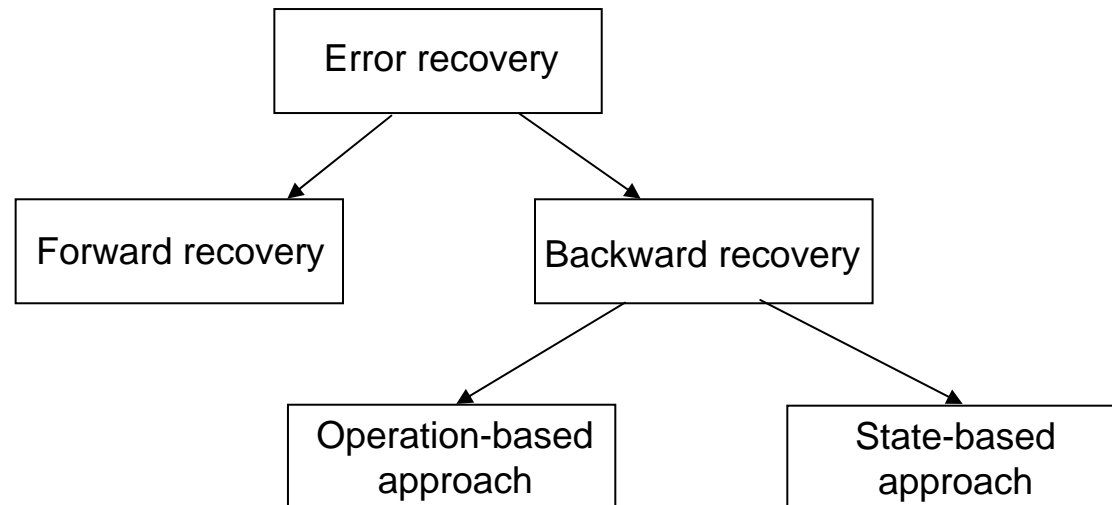 Error recovery
Forward recovery
Backward recovery
Operation-based
approach
State-based
approach